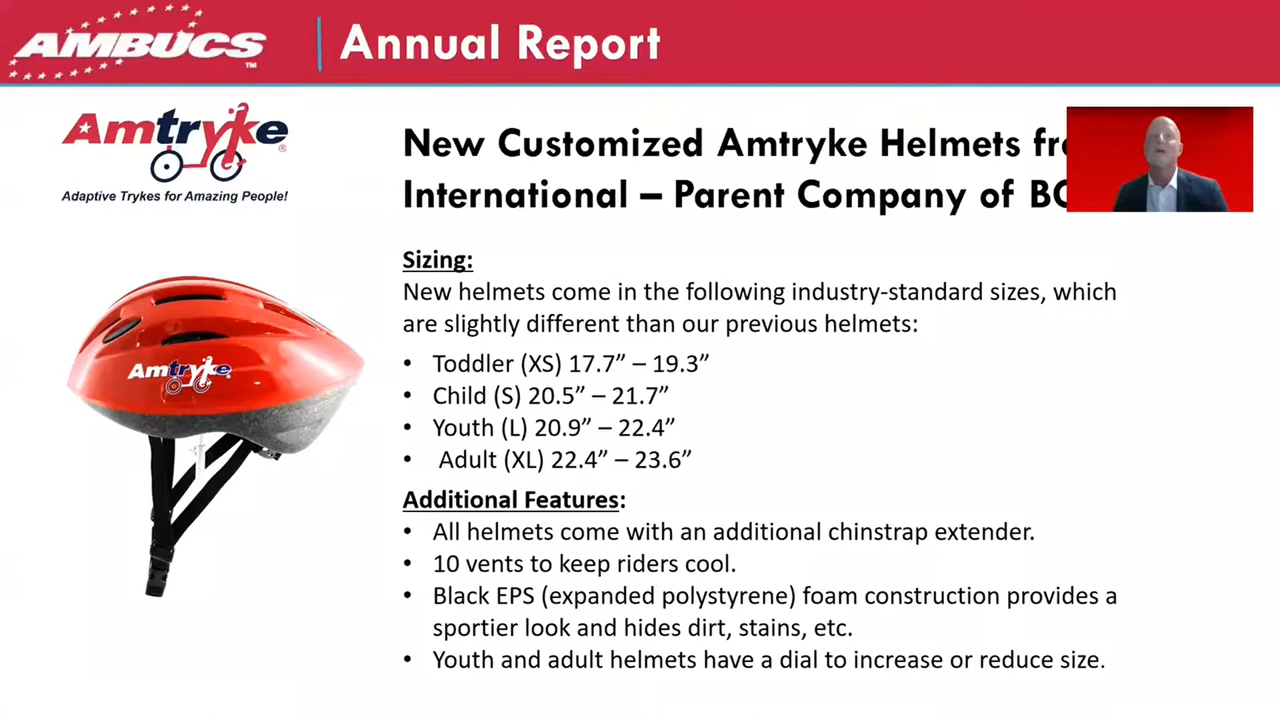 AMBUCS™
Annual Report
Amtryke®
Adaptive Trykes for Amazing People!
New Customized Amtryke Helmets
International – Parent Company of
Sizing:
New helmets come in the following industry-standard sizes, which
are slightly different than our previous helmets:
• Toddler (XS) 17.7” – 19.3”
• Child (S) 20.5” – 21.7”
• Youth (L) 20.9” – 22.4”
• Adult (XL) 22.4” – 23.6”
Additional Features:
• All helmets come with an additional chinstrap extender.
• 10 vents to keep riders cool.
• Black EPS (expanded polystyrene) foam construction provides a
sportier look and hides dirt, stains, etc.
• Youth and adult helmets have a dial to increase or reduce size.
Amtryke